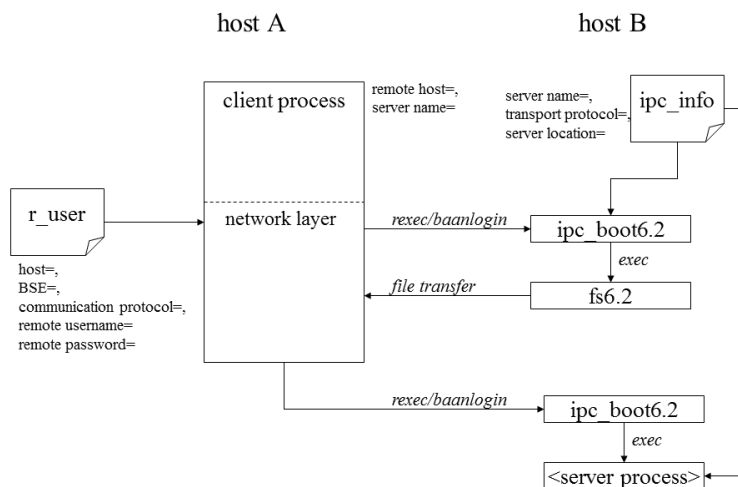 host A
host B
client process
remote host=,
server name=
server name=,
transport protocol=,
server location=
ipc_info
r_user
network layer
rexec/baanlogin
ipc_boot6.2
exec
host=,
BSE=,
communication protocol=,
remote username=
remote password=
file transfer
fs6.2
rexec/baanlogin
ipc_boot6.2
exec
<server process>